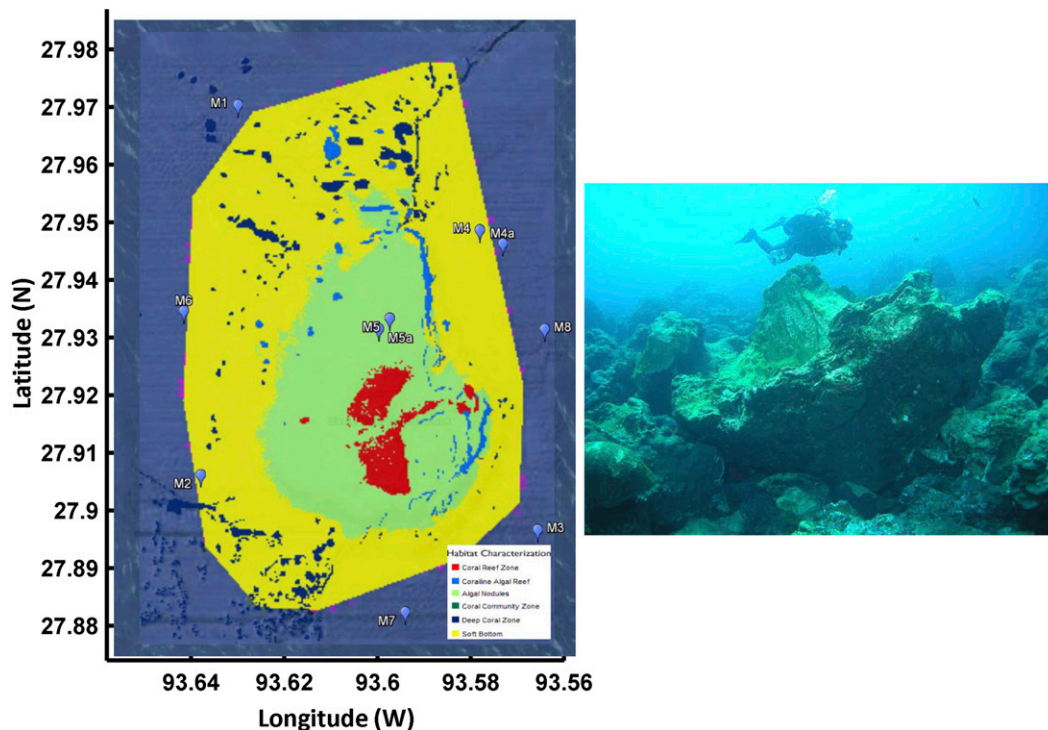 27.98
27.97
27.96
27.95
27.94
27.93
27.92
27.91
27.9
27.89
27.88
Latitude (N)
M1
M4
M4a
M6
M5
M5a
M8
M2
M3
M7
Habitat Characterization
Coral Reef Zone
Coralline Algal Reef
Algal Nodules
Coral Community Zone
Deep Coral Zone
Soft Bottom
93.64 93.62 93.6 93.58 93.56
Longitude (W)